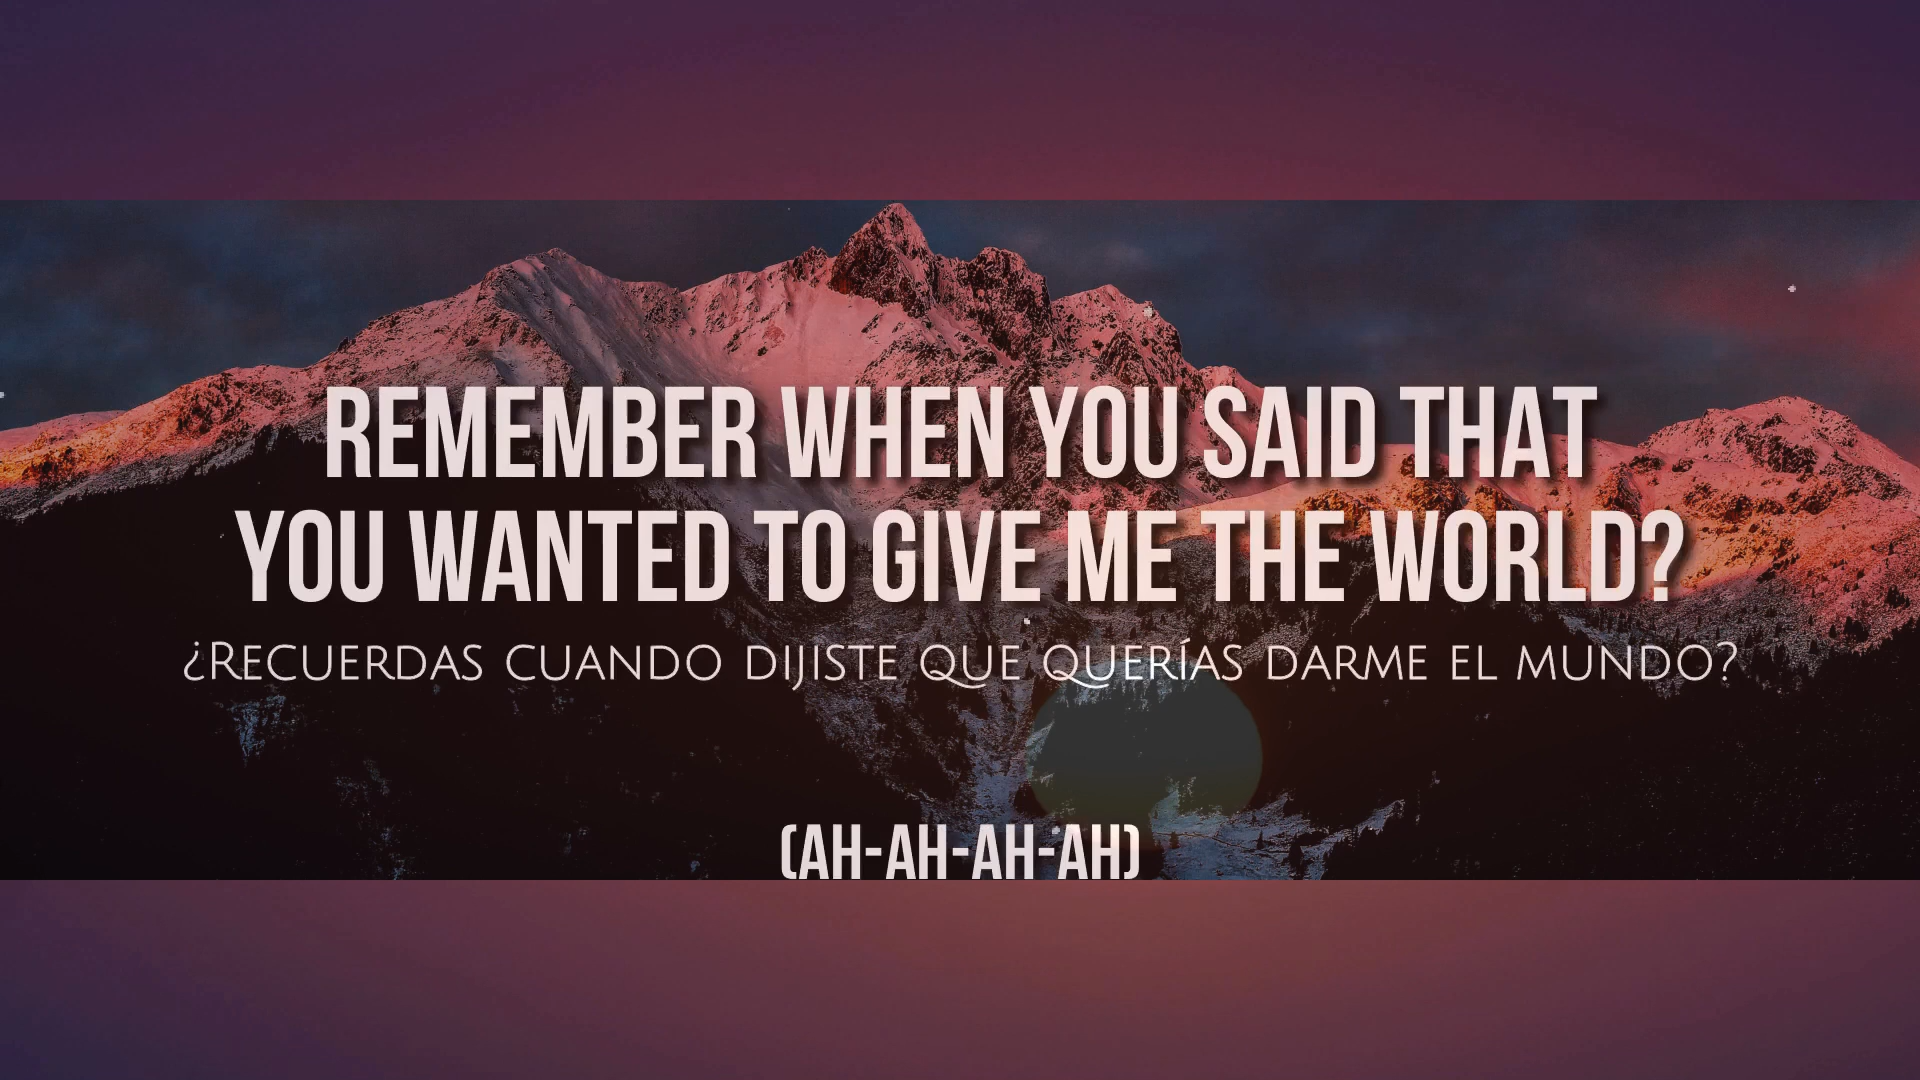 REMEMBER WHEN YOU SAID THAT
YOU WANTED TO GIVE ME THE WORLD?
¿Recuerdas cuando dijiste que querías darme el mundo?
(AH-AH-AH-AH)